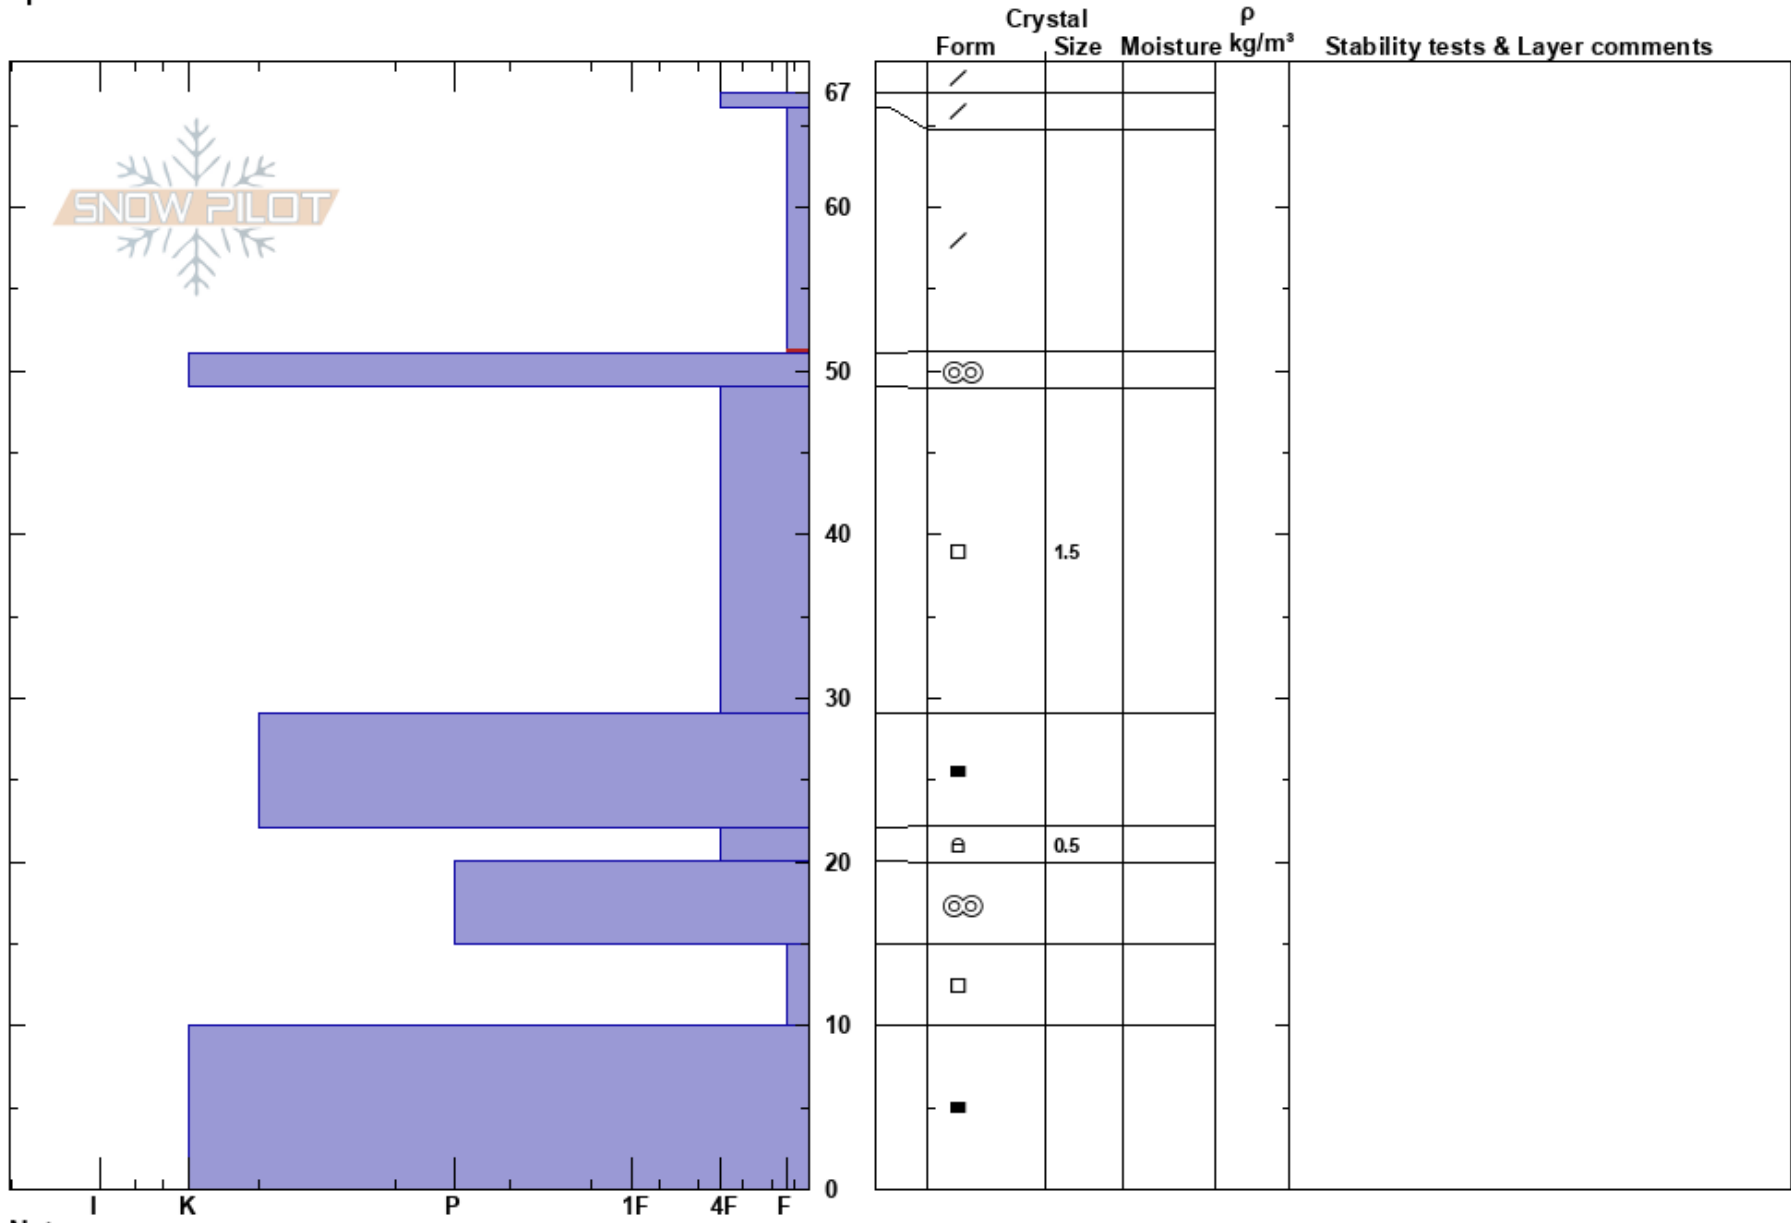 Crystal
ρ
Form Size Moisture kg/m³ Stability tests & Layer comments
67
SNOW PILOT
60
50
40
1.5
30
0.5
20
10
0
I K P 1F 4F F